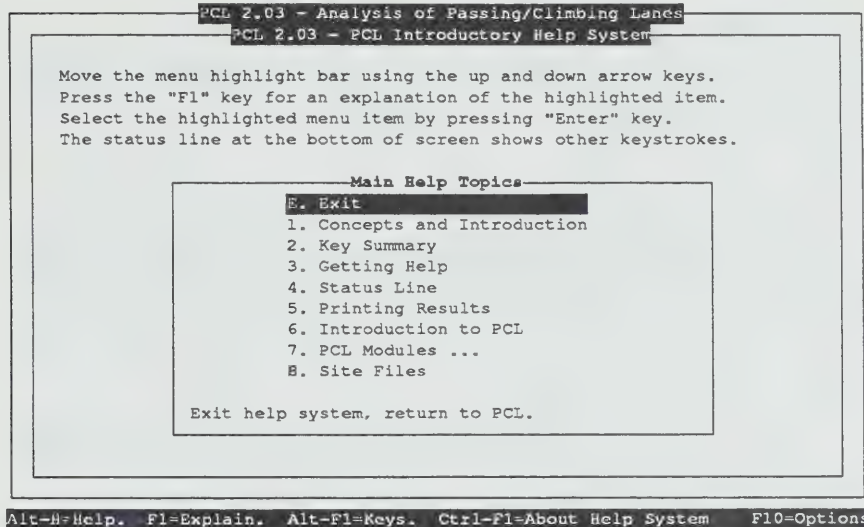 PCL 2.03 - Analysis of Passing/Climbing Lanes
PCL 2.03 - PCL Introductory Help System
Move the menu highlight bar using the up and down arrow keys.
Press the "F1" key for an explanation of the highlighted item.
Select the highlighted menu item by pressing "Enter" key.
The status line at the bottom of screen shows other keystrokes.
Main Help Topics
E. Exit
1. Concepts and Introduction
2. Key Summary
3. Getting Help
4. Status Line
5. Printing Results
6. Introduction to PCL
7. PCL Modules ...
8. Site Files
Exit help system, return to PCL.
Alt-H=Help. F1=Explain. Alt-F1=Keys. Ctrl-F1=About Help System F10=Option